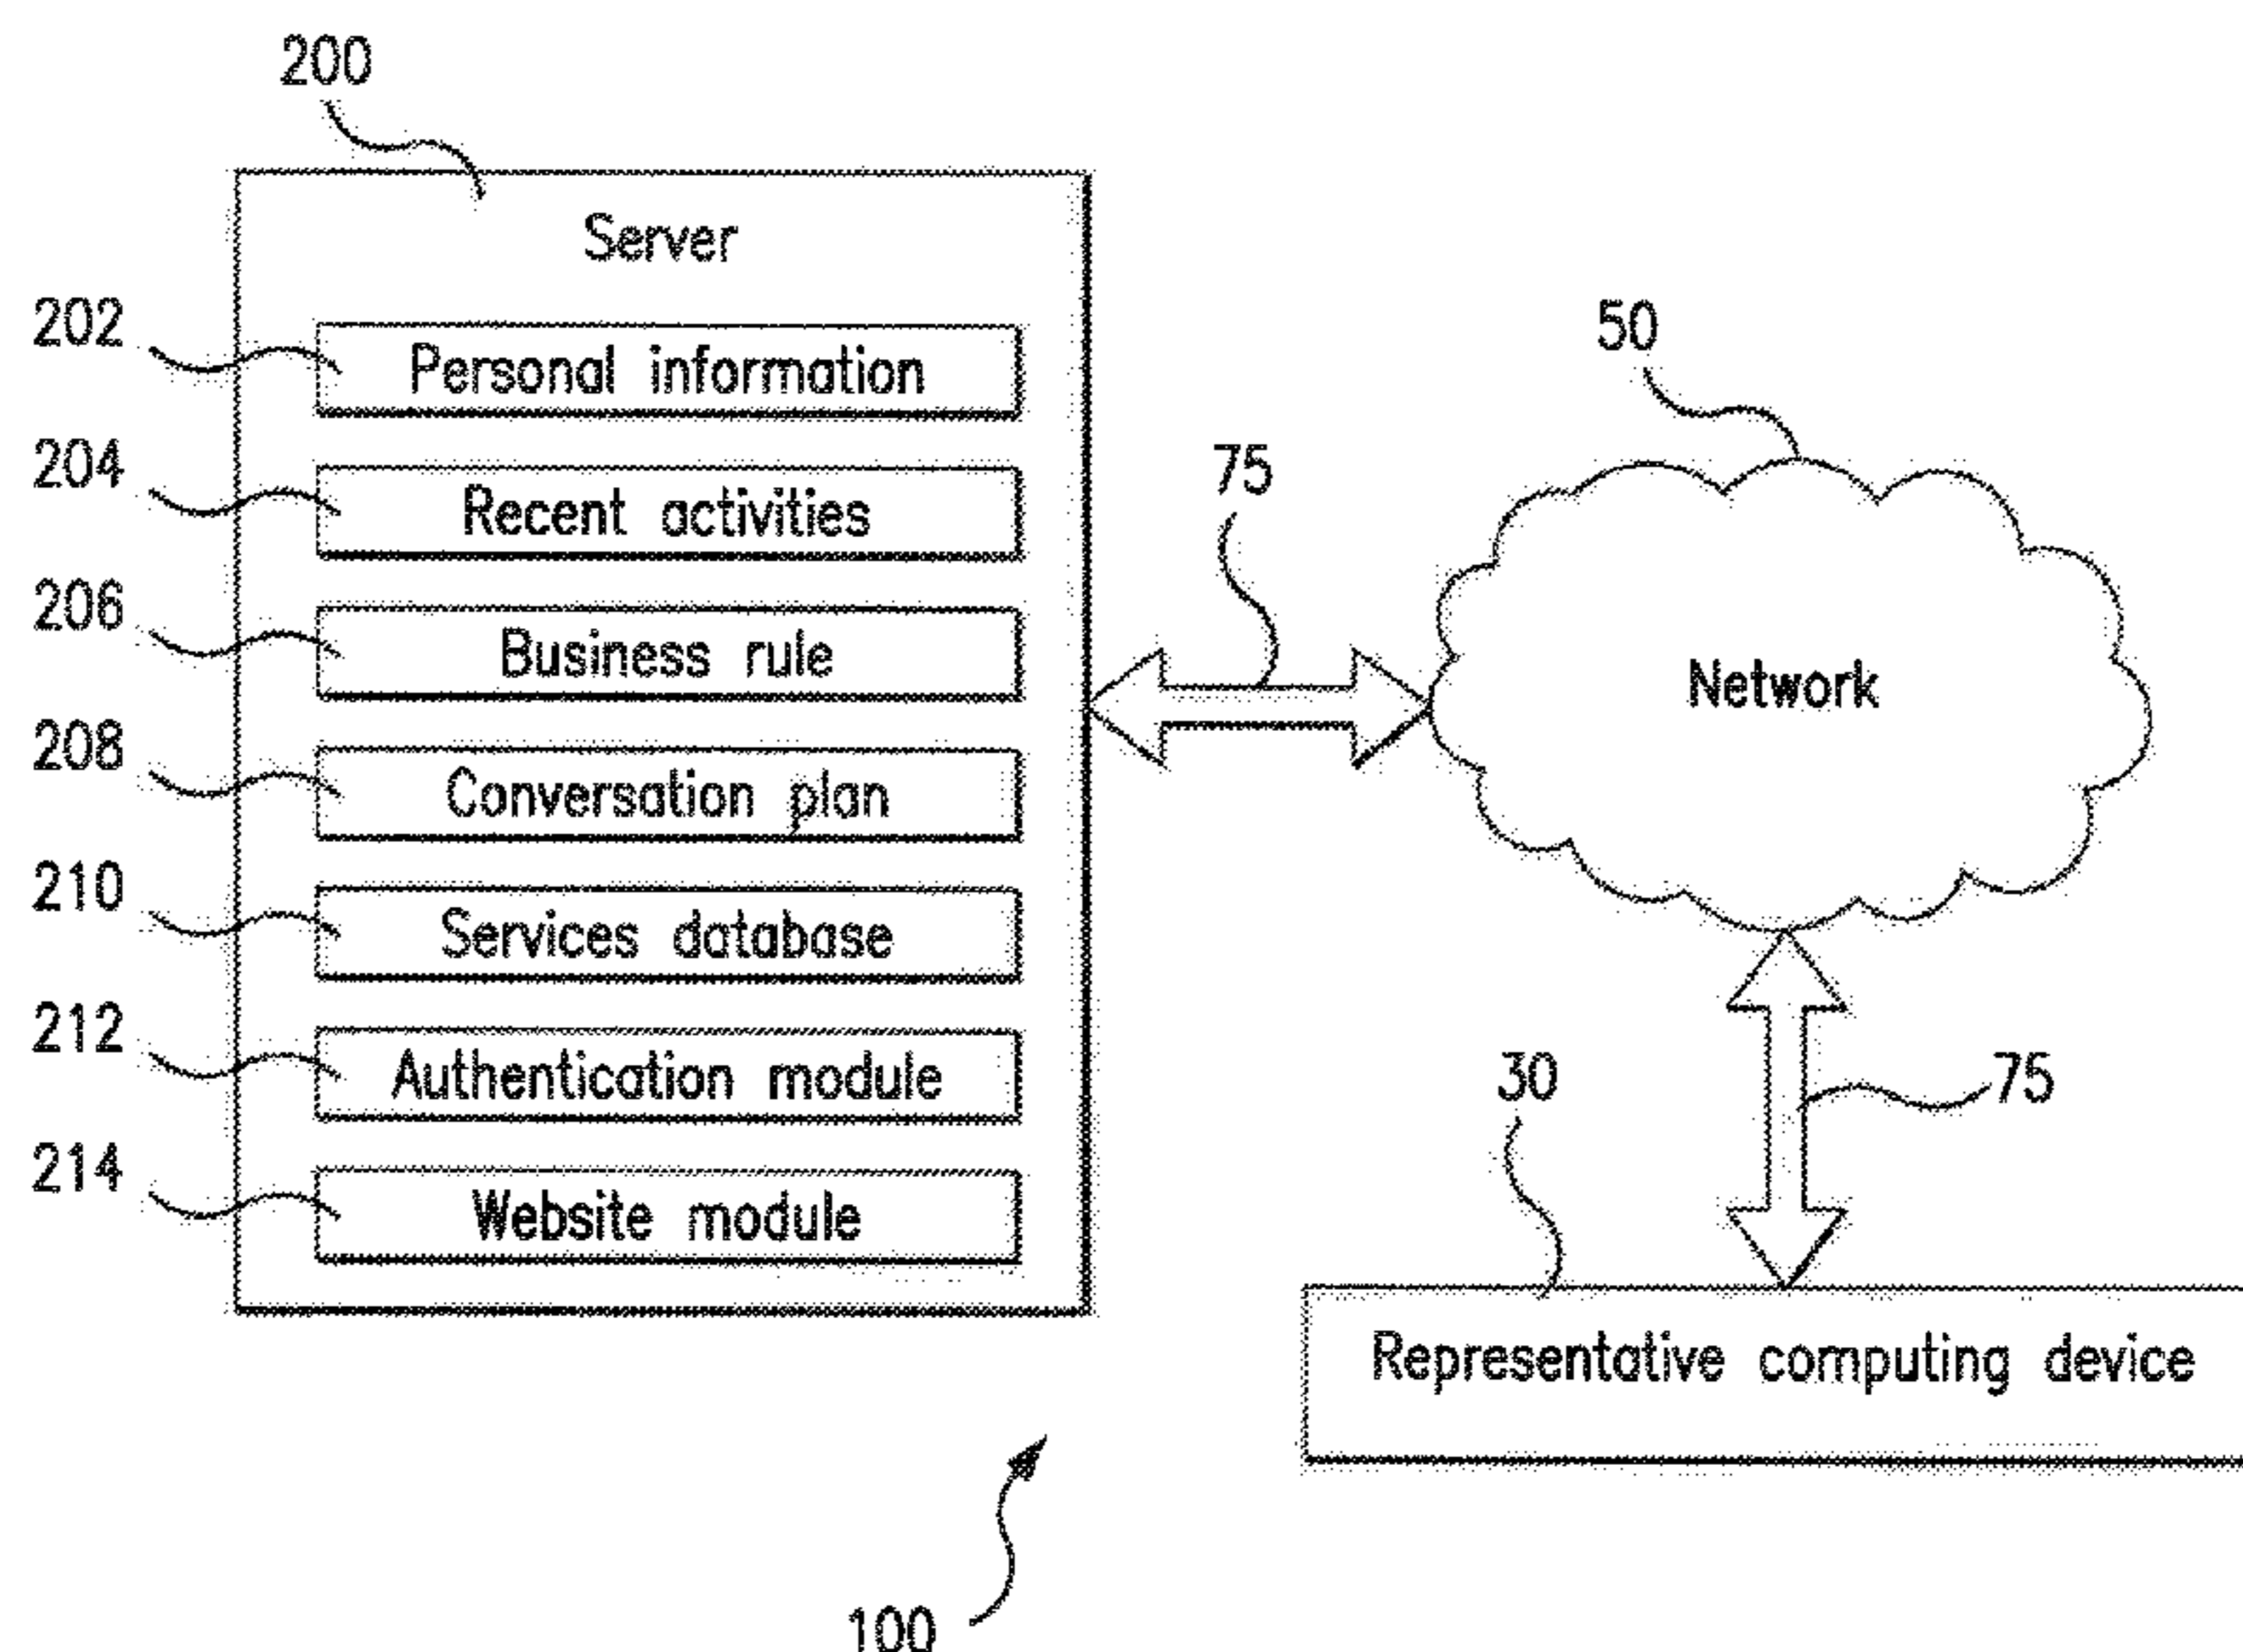 200
Server
202
Personal information
204
Recent activities
206
Business rule
208
Conversation plan
210
Services database
212
Authentication module
214
Website module
75
50
Network
75
30
Representative computing device
100